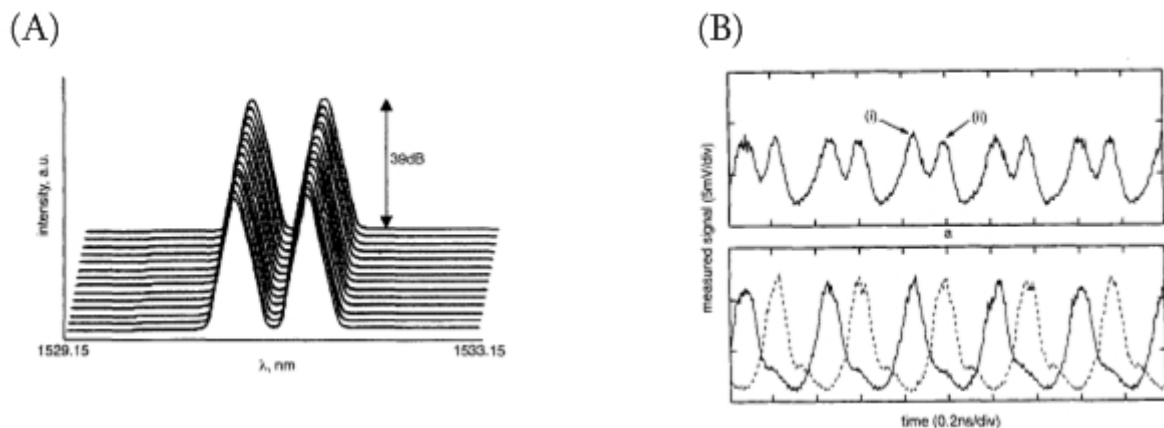 (A)
intensity, a.u.
39dB
1529.15
1533.15
λ, nm
(B)
measured signal (5mV/div)
(i)
(ii)
a
time (0.2ns/div)